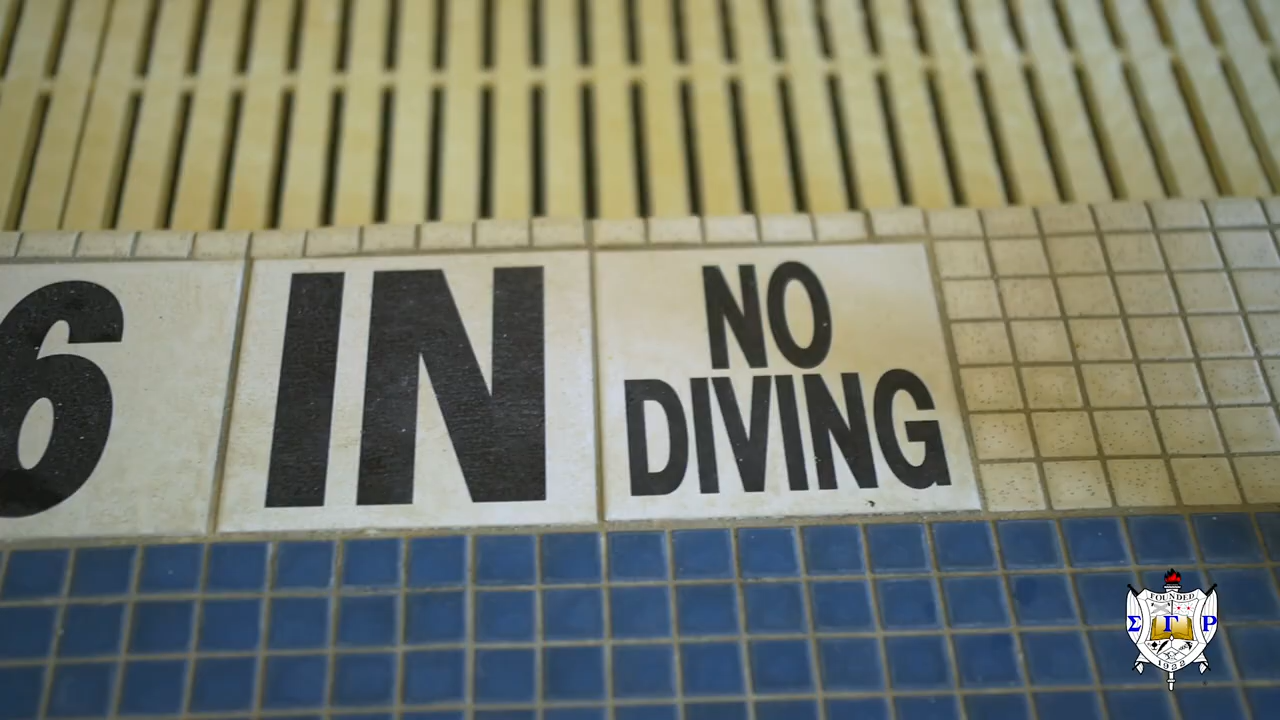 6 IN
NO
DIVING
FOUNDED
Σ Γ Ρ
1922